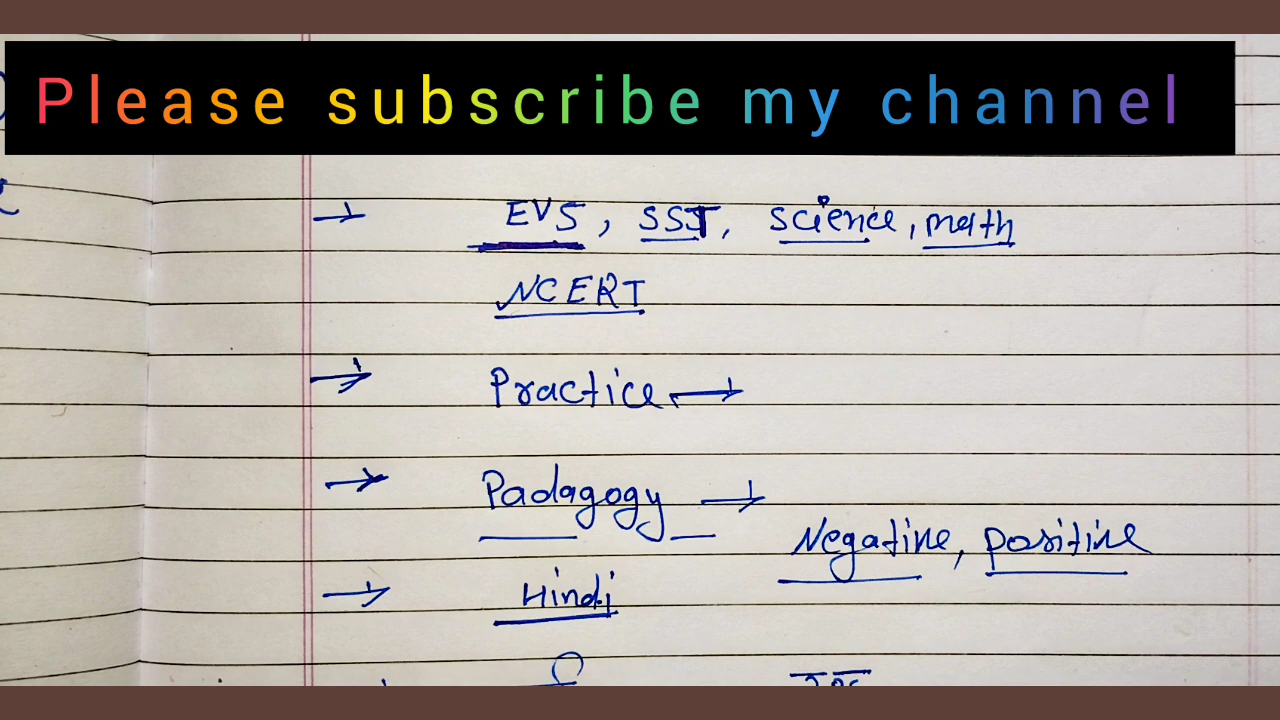 Please subscribe my channel
→ EVS, SST, Science, math
NCERT
→ Practice →
→ Padagogy →
Negative, positive
→ Hindi